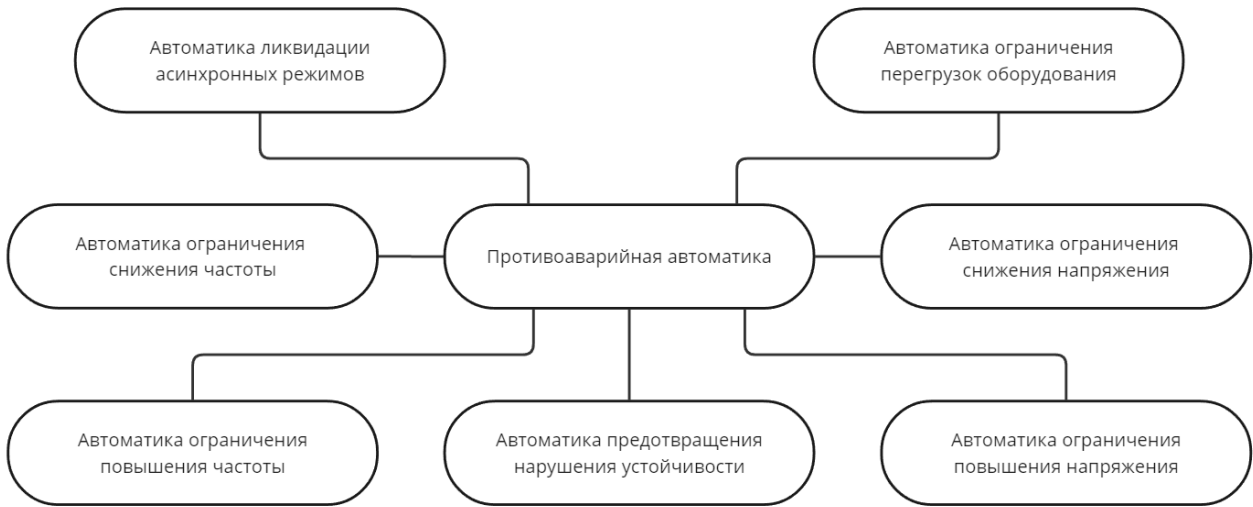 Автоматика ликвидации
асинхронных режимов
Автоматика ограничения
перегрузок оборудования
Автоматика ограничения
снижения частоты
Противоаварийная автоматика
Автоматика ограничения
снижения напряжения
Автоматика ограничения
повышения частоты
Автоматика предотвращения
нарушения устойчивости
Автоматика ограничения
повышения напряжения